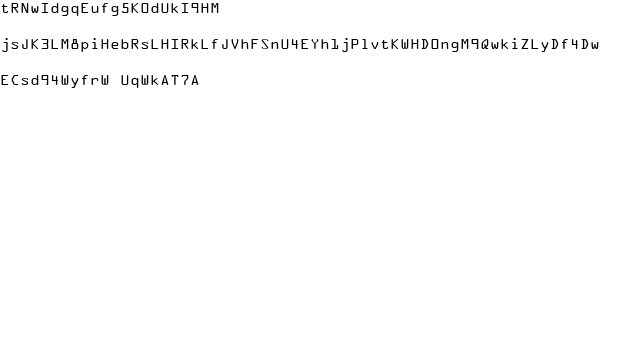 tRNwIdgqEufg5KOdUkI9HM
jsJK3LM8piHebRsLHIRkLfJVhFSnU4EYh1jPlvtKWHDOngM9QwkiZLyDf4Dw
ECsd94WyfrW UqWkAT7A